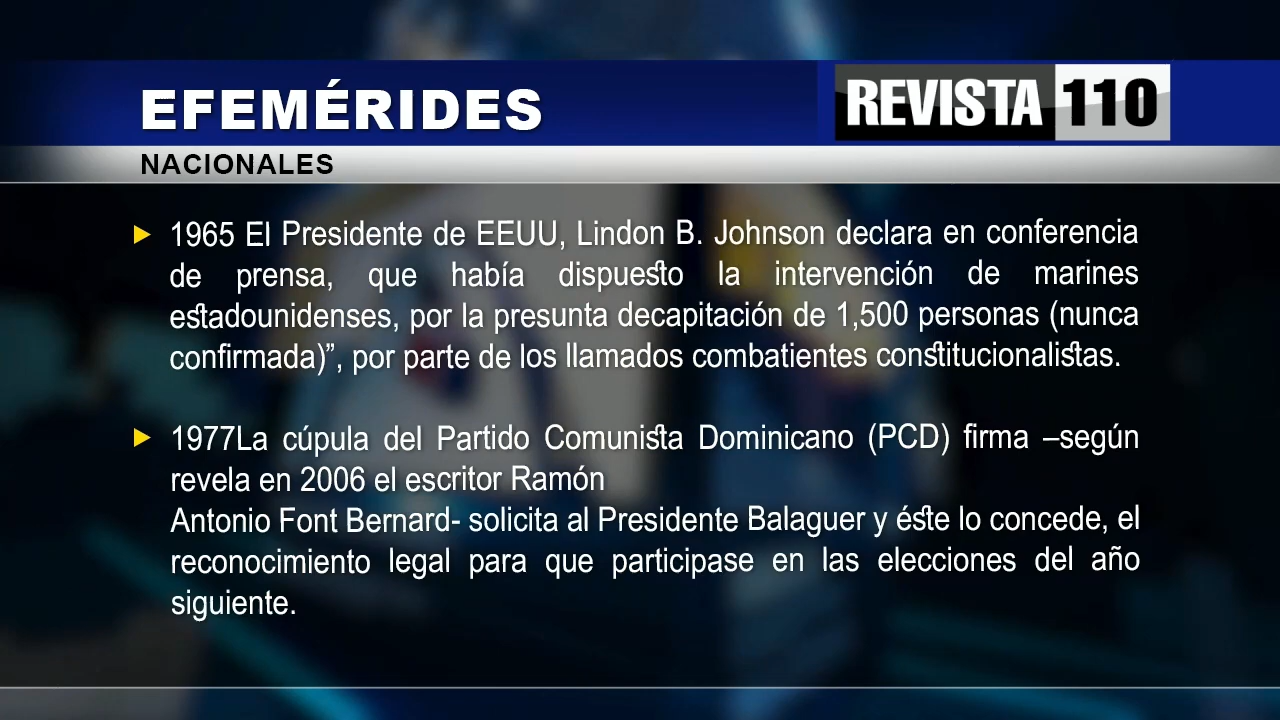 EFEMÉRIDES
REVISTA 110
NACIONALES
1965 El Presidente de EEUU, Lindon B. Johnson declara en conferencia
de prensa, que había dispuesto la intervención de marines
estadounidenses, por la presunta decapitación de 1,500 personas (nunca
confirmada)”, por parte de los llamados combatientes constitucionalistas.
1977La cúpula del Partido Comunista Dominicano (PCD) firma –según
revela en 2006 el escritor Ramón
Antonio Font Bernard- solicita al Presidente Balaguer y éste lo concede, el
reconocimiento legal para que participase en las elecciones del año
siguiente.